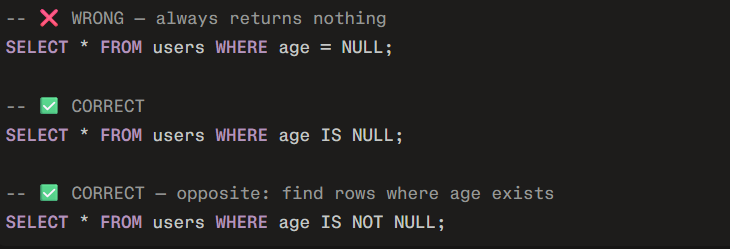 -- ❌ WRONG — always returns nothing
SELECT * FROM users WHERE age = NULL;
-- ✅ CORRECT
SELECT * FROM users WHERE age IS NULL;
-- ✅ CORRECT — opposite: find rows where age exists
SELECT * FROM users WHERE age IS NOT NULL;